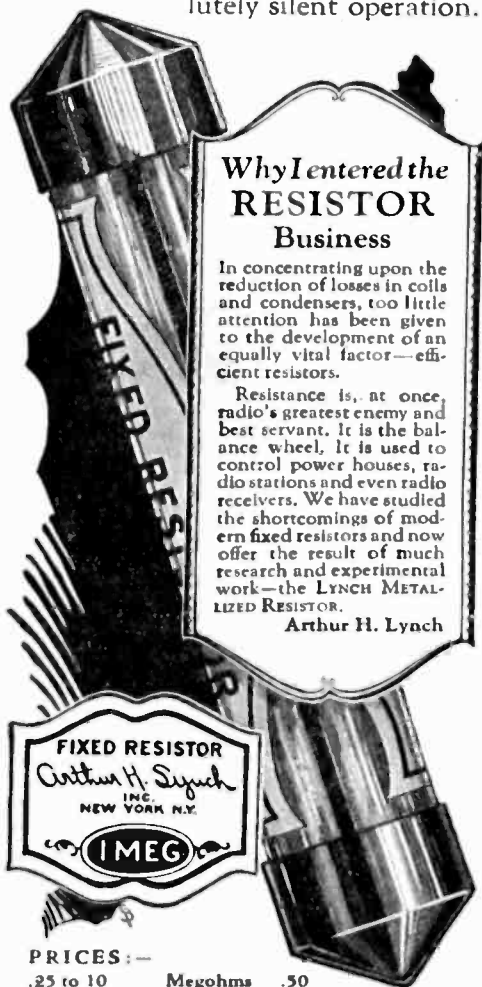 lutely silent operation.
Why I entered the
RESISTOR
Business
In concentrating upon the
reduction of losses in coils
and condensers, too little
attention has been given
to the development of an
equally vital factor—effi-
cient resistors.
Resistance is, at once,
radio's greatest enemy and
best servant. It is the bal-
ance wheel. It is used to
control power houses, ra-
dio stations and even radio
receivers. We have studied
the shortcomings of mod-
ern fixed resistors and now
offer the result of much
research and experimental
work—the LYNCH METAL-
LIZED RESISTOR.
Arthur H. Lynch
FIXED RESI
R
FIXED RESISTOR
Arthur H. Lynch
INC.
NEW YORK N.Y.
1 MEG
PRICES:—
.25 to 10 Megohms .50